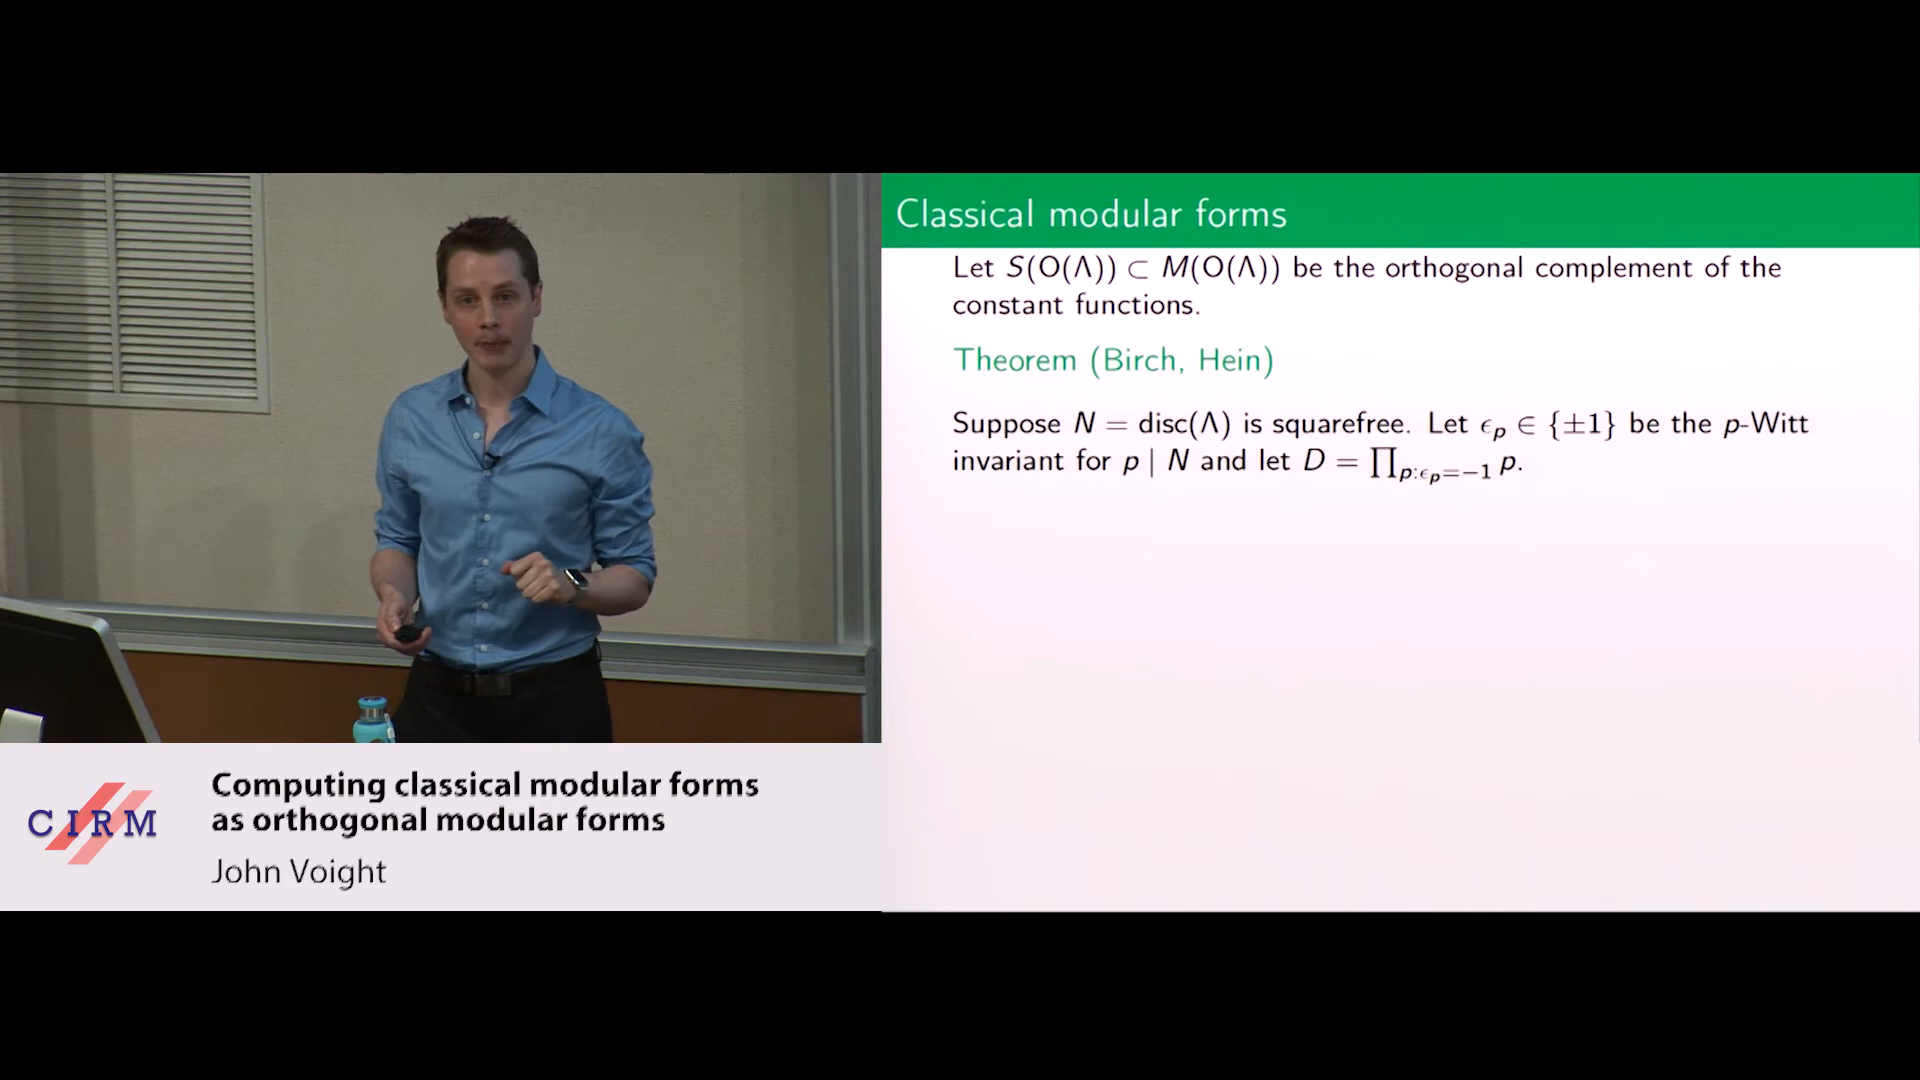 Classical modular forms
Let S(O(Λ)) ⊂ M(O(Λ)) be the orthogonal complement of the
constant functions.
Theorem (Birch, Hein)
Suppose N = disc(Λ) is squarefree. Let ϵₚ ∈ {±1} be the p-Witt
invariant for p | N and let D = ∏_{p:ϵₚ=−1} p.
CIRM
Computing classical modular forms
as orthogonal modular forms
John Voight